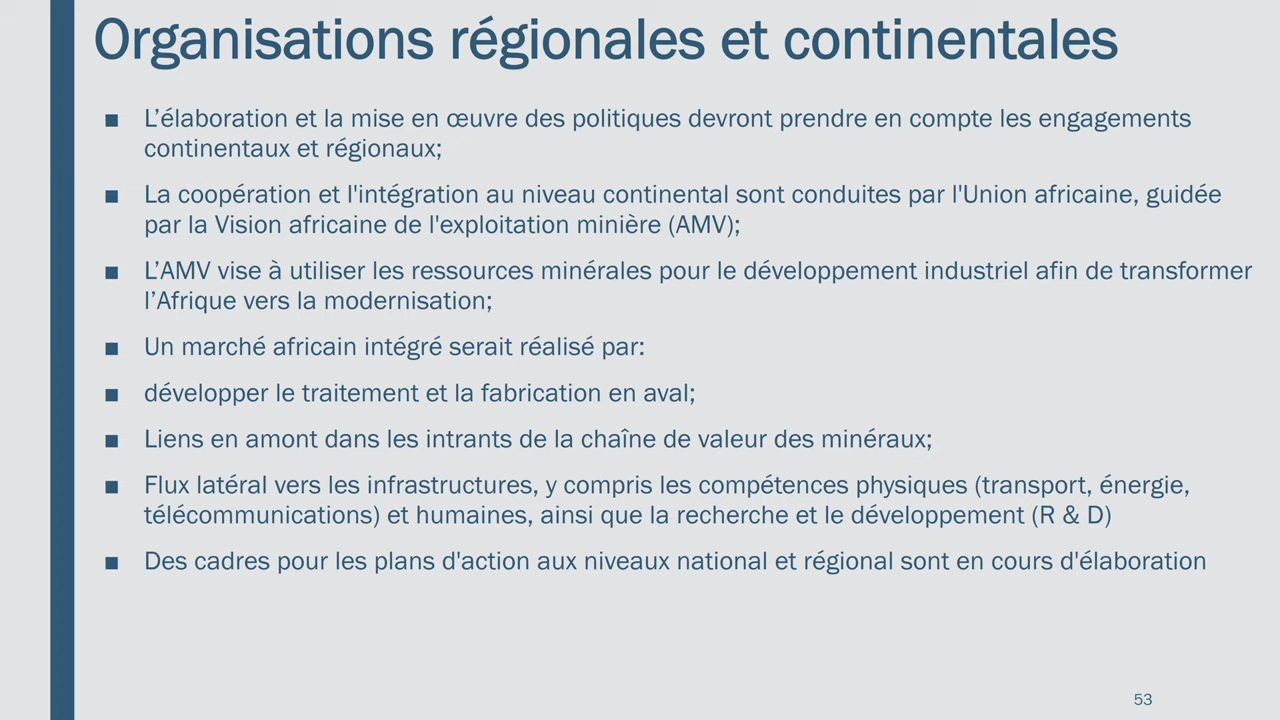 Organisations régionales et continentales
■ L’élaboration et la mise en œuvre des politiques devront prendre en compte les engagements
continentaux et régionaux;
■ La coopération et l'intégration au niveau continental sont conduites par l'Union africaine, guidée
par la Vision africaine de l'exploitation minière (AMV);
■ L’AMV vise à utiliser les ressources minérales pour le développement industriel afin de transformer
l’Afrique vers la modernisation;
■ Un marché africain intégré serait réalisé par:
■ développer le traitement et la fabrication en aval;
■ Liens en amont dans les intrants de la chaîne de valeur des minéraux;
■ Flux latéral vers les infrastructures, y compris les compétences physiques (transport, énergie,
télécommunications) et humaines, ainsi que la recherche et le développement (R & D)
■ Des cadres pour les plans d'action aux niveaux national et régional sont en cours d'élaboration
53